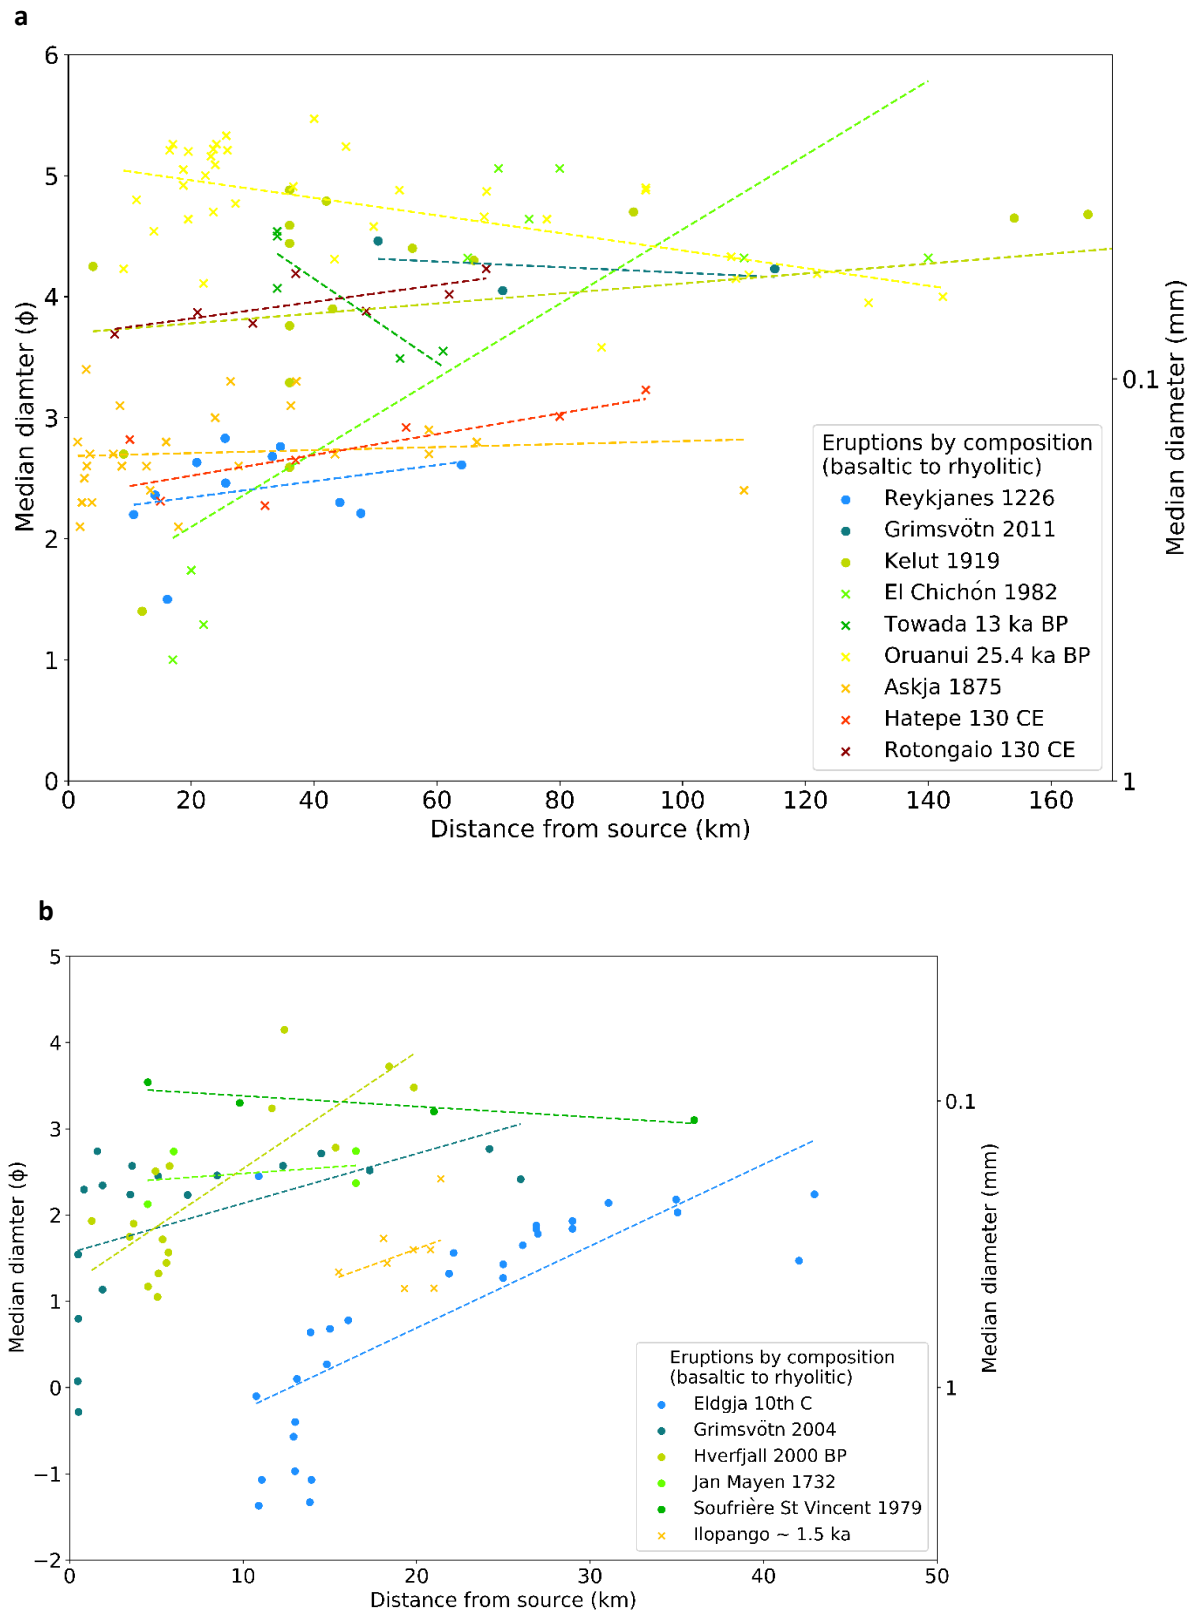 a
6
5
4
3
2
1
0
Median diamter (ϕ)
0 20 40 60 80 100 120 140 160
Distance from source (km)
0.1
1
Median diameter (mm)
Eruptions by composition
(basaltic to rhyolitic)
Reykjanes 1226
Grimsvötn 2011
Kelut 1919
El Chichón 1982
Towada 13 ka BP
Oruanui 25.4 ka BP
Askja 1875
Hatepe 130 CE
Rotongaio 130 CE
b
5
4
3
2
1
0
−1
−2
Median diamter (ϕ)
0 10 20 30 40 50
Distance from source (km)
0.1
1
Median diameter (mm)
Eruptions by composition
(basaltic to rhyolitic)
Eldgja 10th C
Grimsvötn 2004
Hverfjall 2000 BP
Jan Mayen 1732
Soufrière St Vincent 1979
Ilopango ~ 1.5 ka